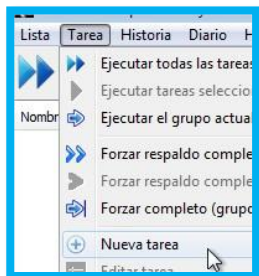 Lista Tarea Historia Diario
Ejecutar todas las tareas
Ejecutar tareas seleccio
Nombr
Ejecutar el grupo actua
Forzar respaldo comple
Forzar respaldo comple
Forzar completo (grupo
Nueva tarea
Editar tarea